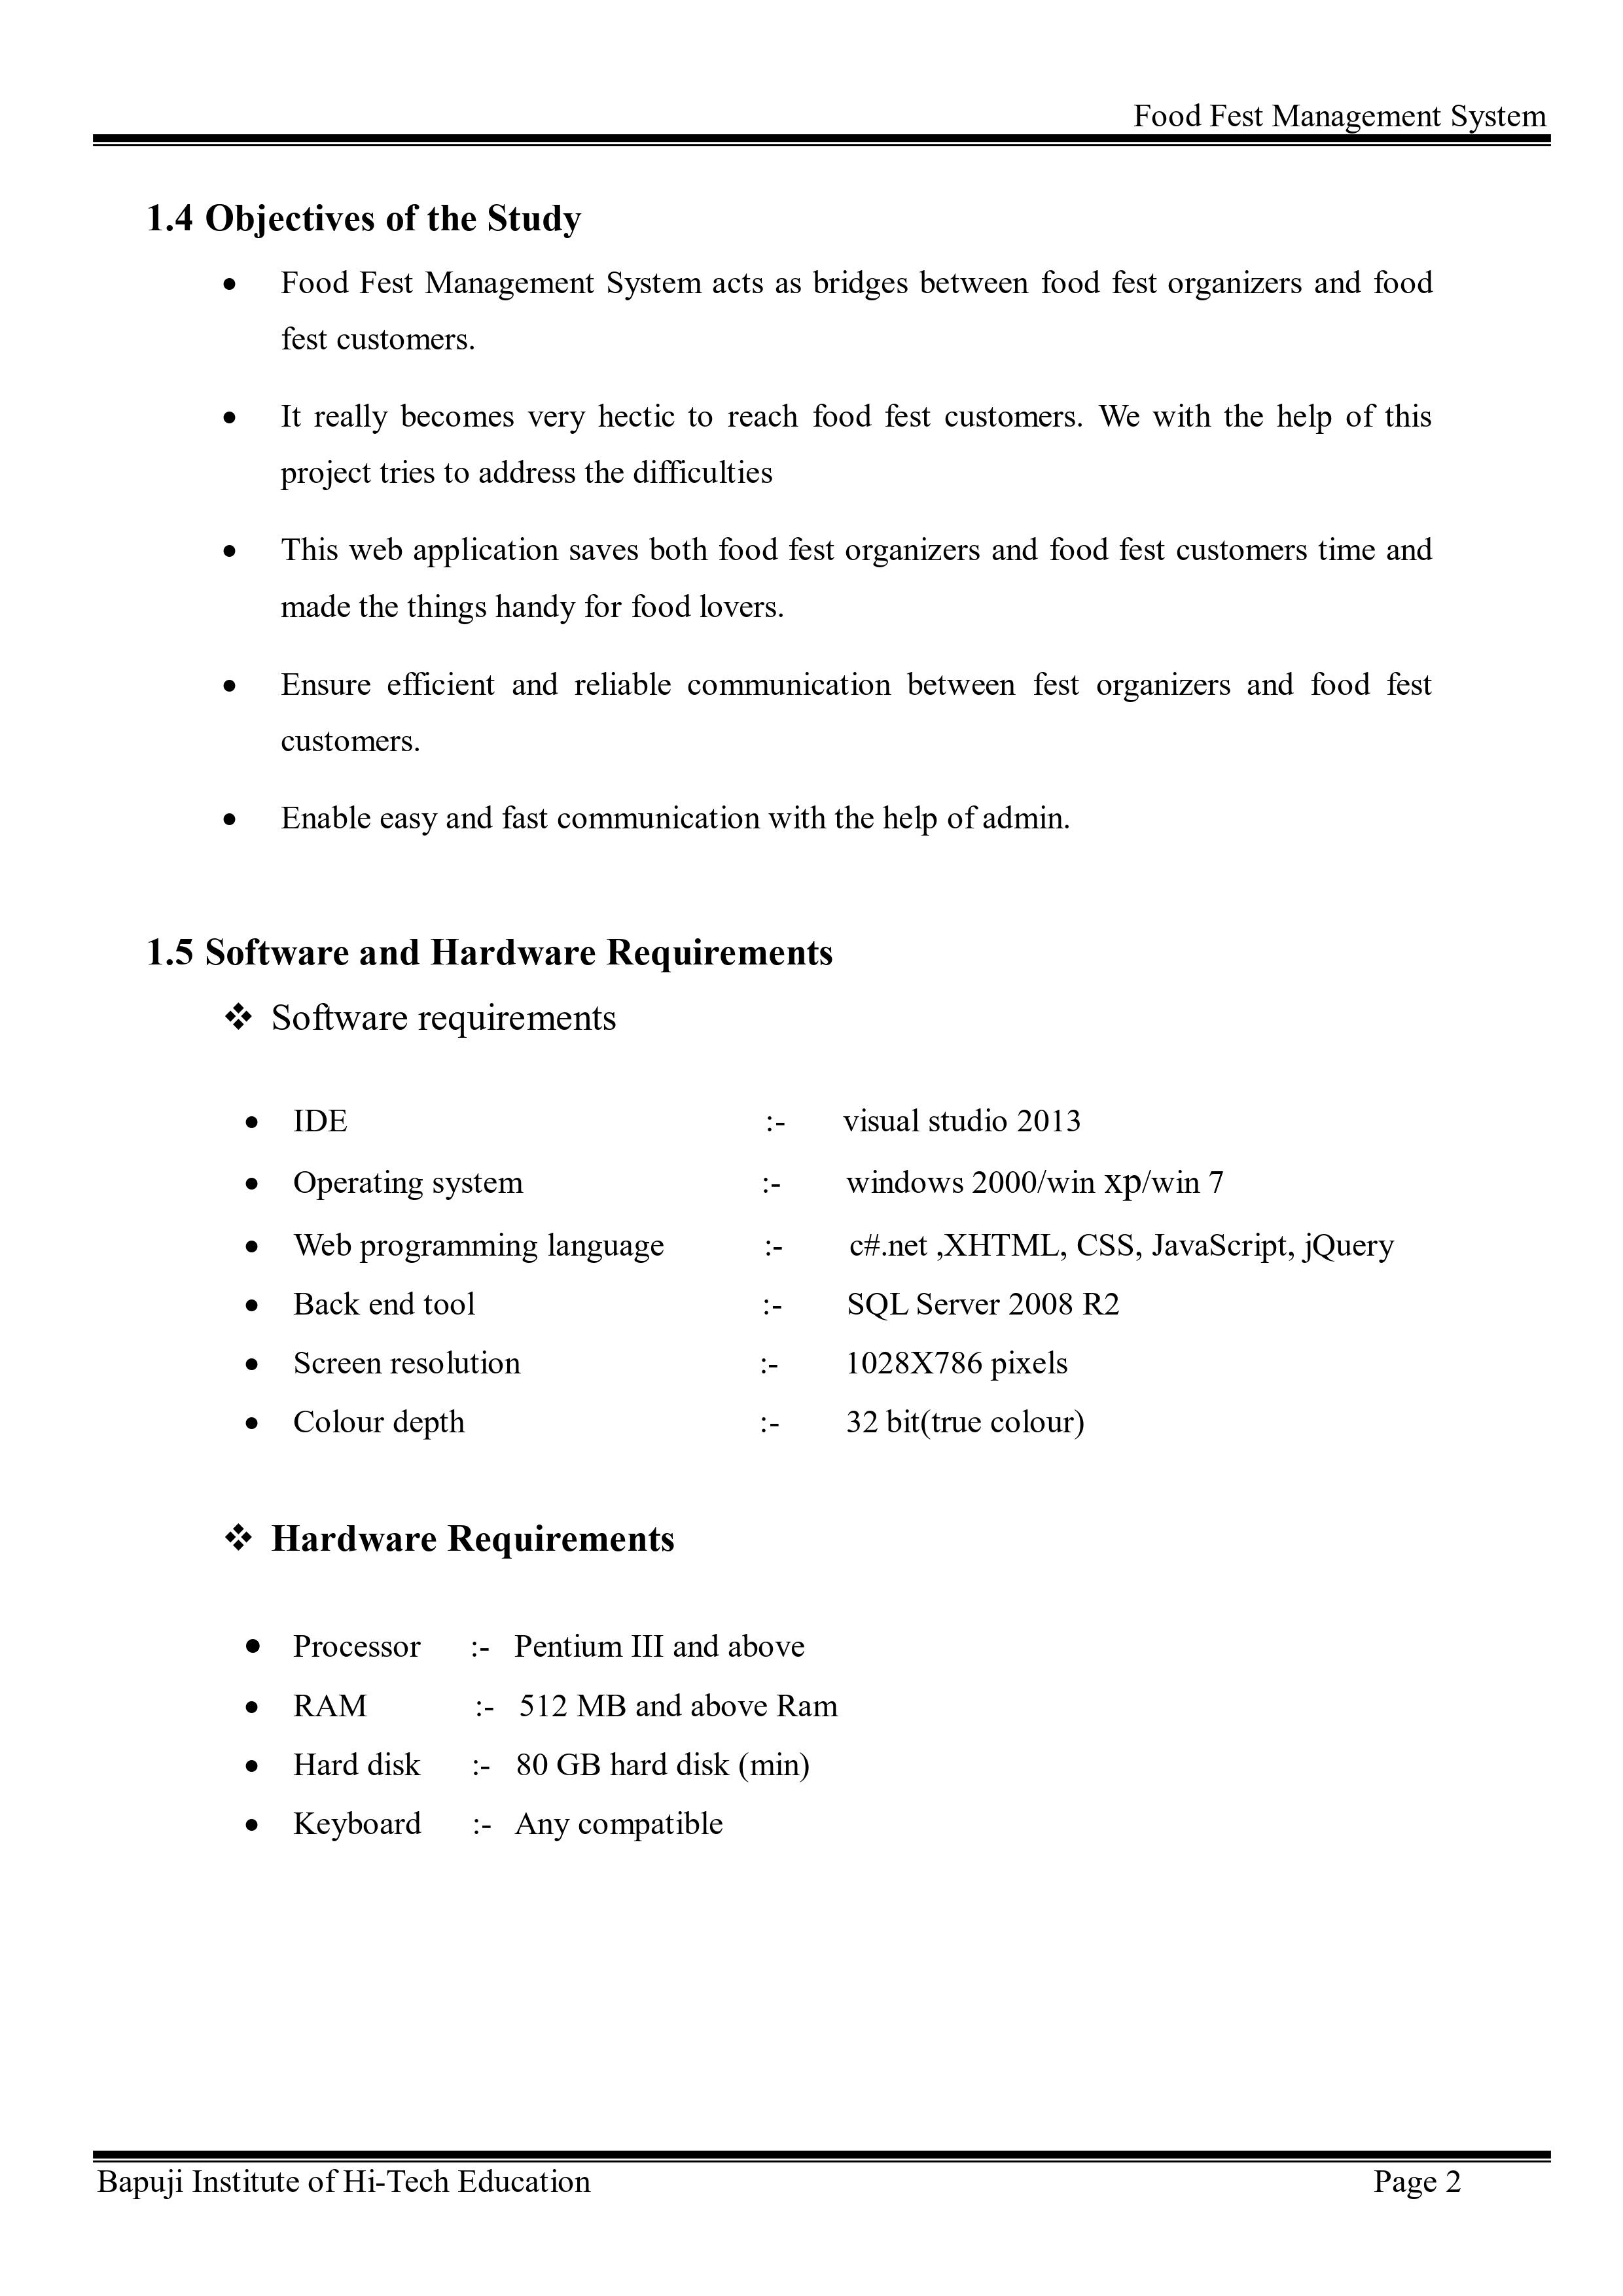 Food Fest Management System
1.4 Objectives of the Study
• Food Fest Management System acts as bridges between food fest organizers and food
fest customers.
• It really becomes very hectic to reach food fest customers. We with the help of this
project tries to address the difficulties
• This web application saves both food fest organizers and food fest customers time and
made the things handy for food lovers.
• Ensure efficient and reliable communication between fest organizers and food fest
customers.
• Enable easy and fast communication with the help of admin.
1.5 Software and Hardware Requirements
❖ Software requirements
• IDE :- visual studio 2013
• Operating system :- windows 2000/win xp/win 7
• Web programming language :- c#.net ,XHTML, CSS, JavaScript, jQuery
• Back end tool :- SQL Server 2008 R2
• Screen resolution :- 1028X786 pixels
• Colour depth :- 32 bit(true colour)
❖ Hardware Requirements
• Processor :- Pentium III and above
• RAM :- 512 MB and above Ram
• Hard disk :- 80 GB hard disk (min)
• Keyboard :- Any compatible
Bapuji Institute of Hi-Tech Education Page 2